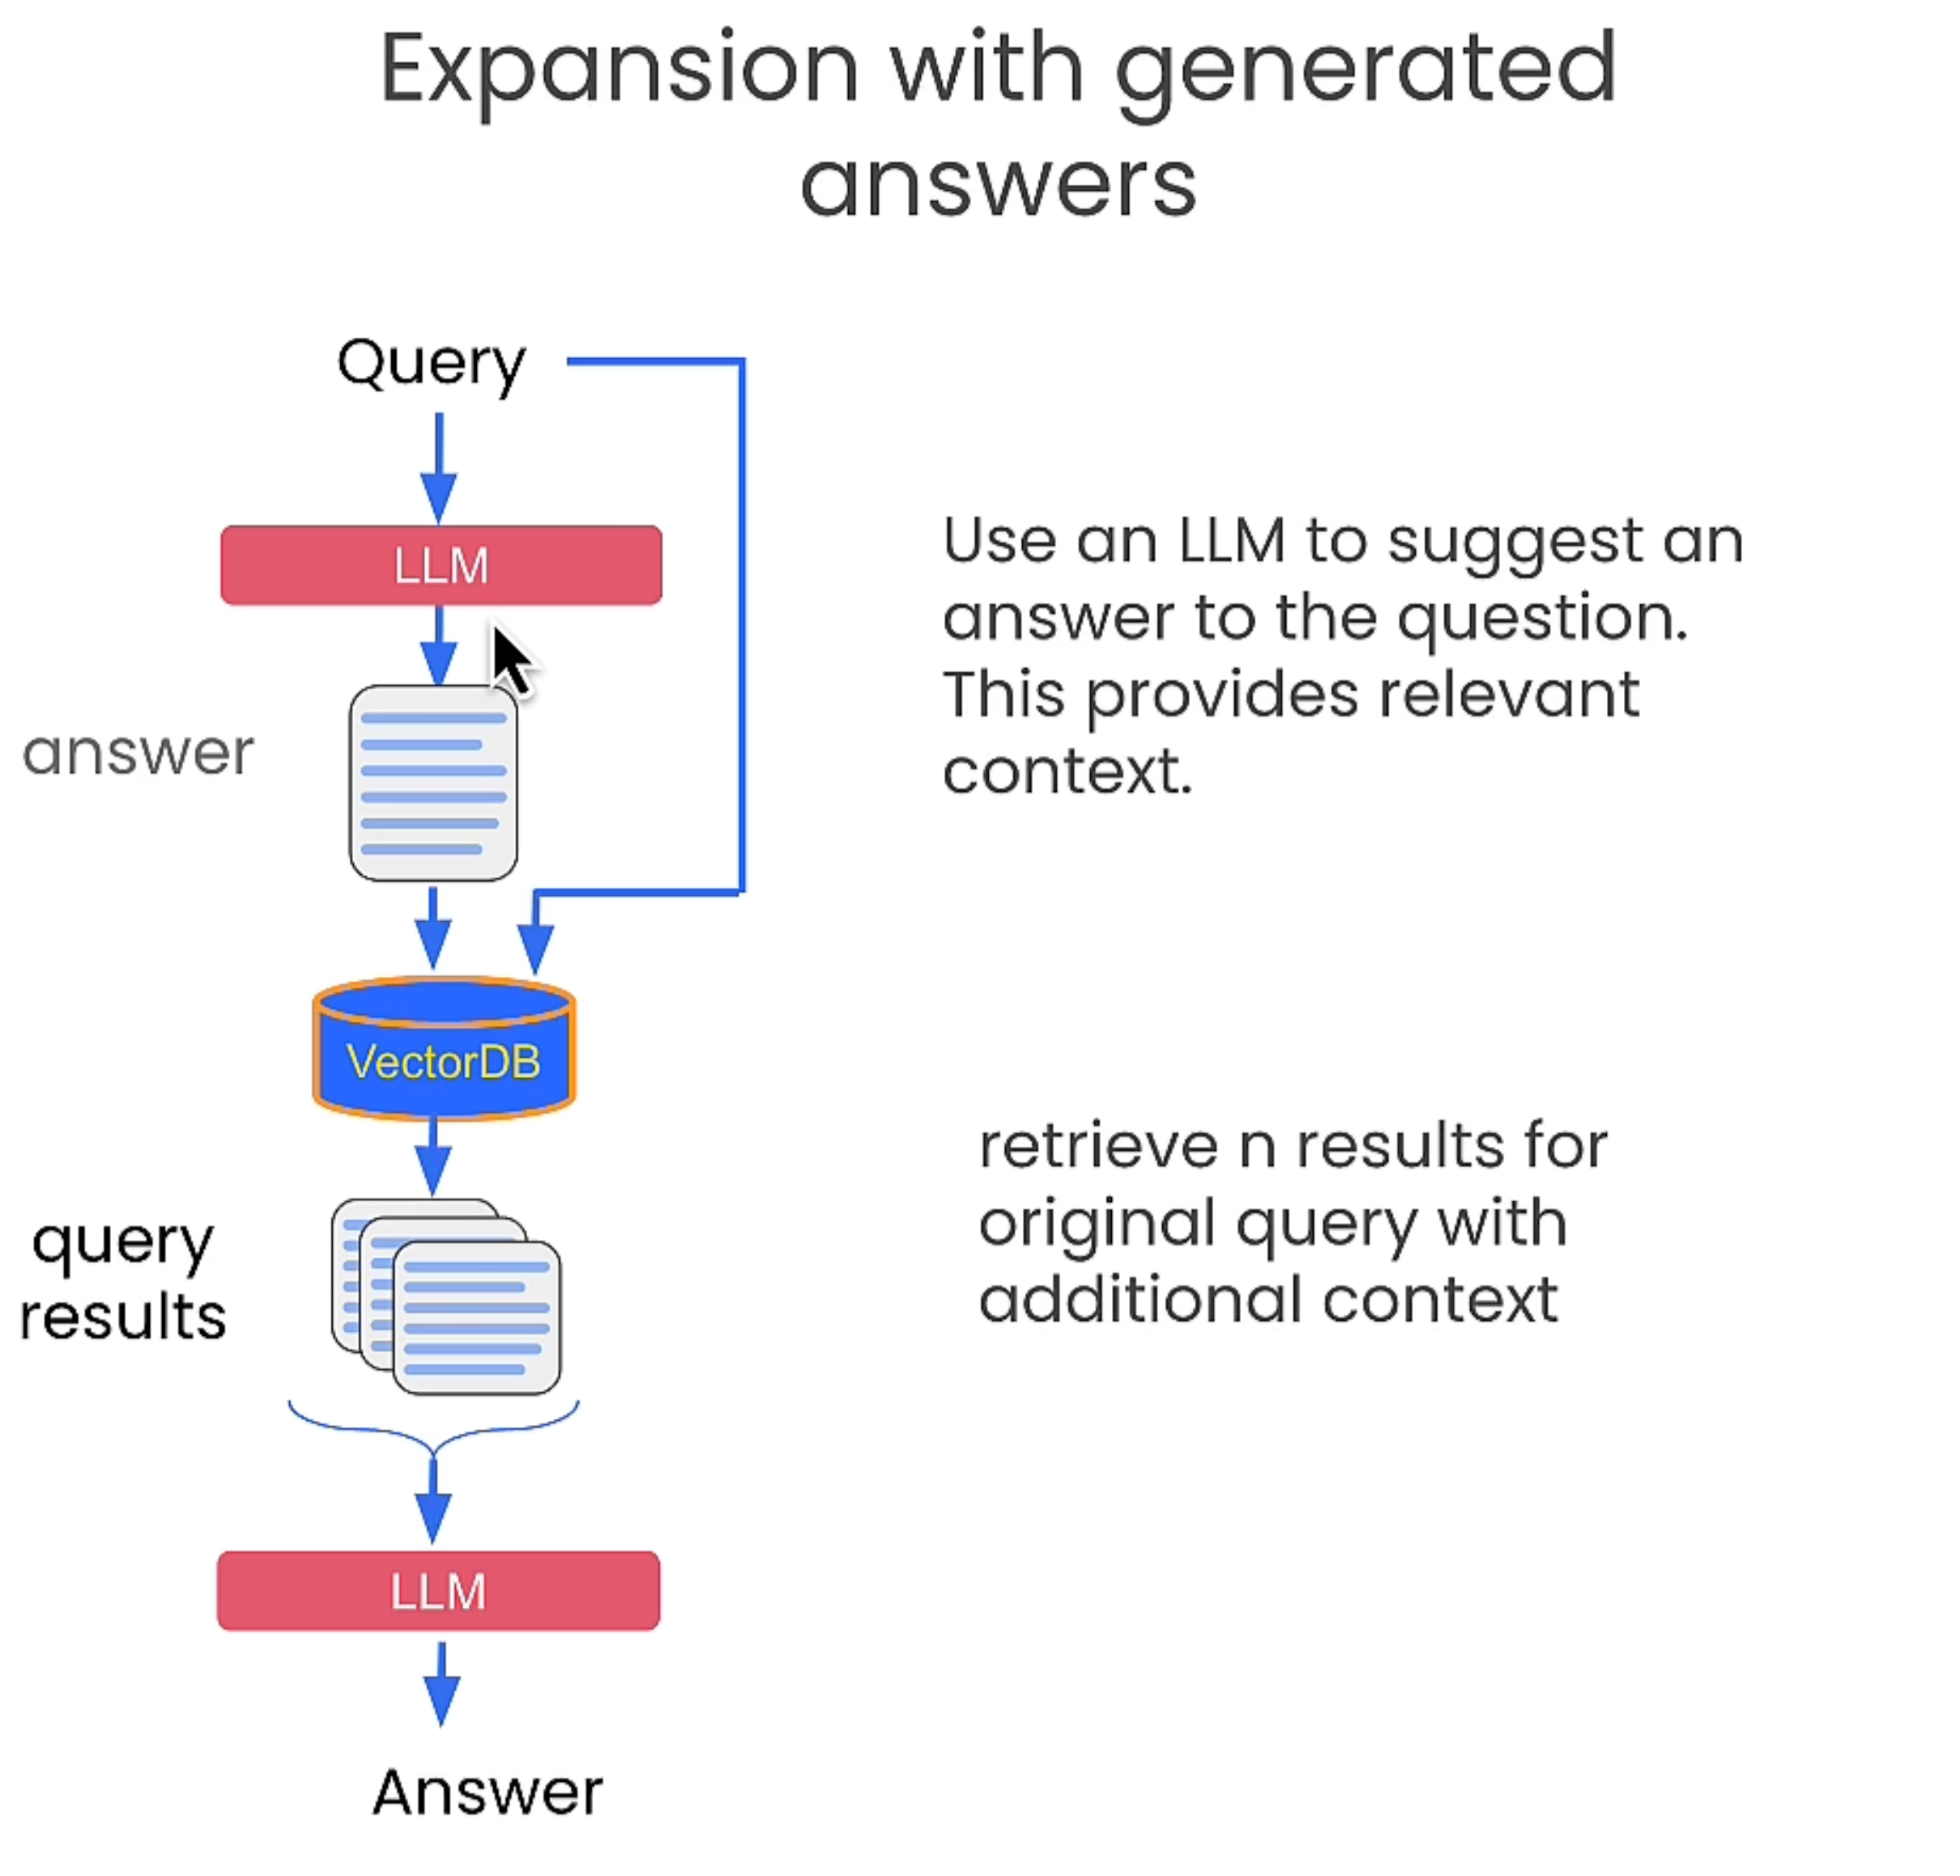 Expansion with generated
answers
Query
LLM
Use an LLM to suggest an
answer to the question.
This provides relevant
context.
answer
VectorDB
retrieve n results for
original query with
additional context
query
results
LLM
Answer